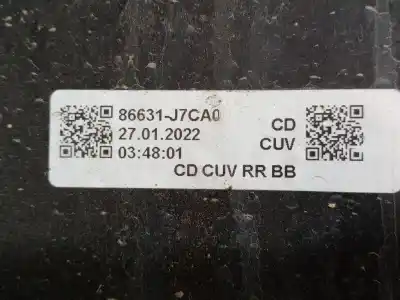 86631-J7CA0 CD
27.01.2022 CUV
03:48:01
CD CUV RR BB